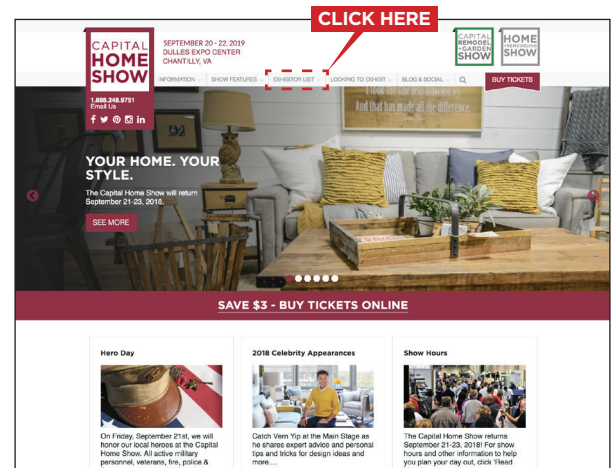 CLICK HERE
CAPITAL
HOME
SHOW
SEPTEMBER 20 - 22, 2019
DULLES EXPO CENTER
CHANTILLY, VA
CAPITAL
REMODEL
+GARDEN
SHOW
HOME
+REMODELING
SHOW
INFORMATION
SHOW FEATURES
EXHIBITOR LIST
LOOKING TO EXHIBIT
BLOG & SOCIAL
BUY TICKETS
1.888.248.9751
Email Us
And that has made all the difference.
YOUR HOME. YOUR
STYLE.
The Capital Home Show will return
September 21-23, 2018.
SEE MORE
SAVE $3 - BUY TICKETS ONLINE
Hero Day
On Friday, September 21st, we will
honor our local heroes at the Capital
Home Show. All active military
personnel, veterans, fire, police &
2018 Celebrity Appearances
Catch Vern Yip at the Main Stage as
he shares expert advice and personal
tips and tricks for design ideas and
more....
Show Hours
The Capital Home Show returns
September 21-23, 2018! For show
hours and other information to help
you plan your day out, click 'Read